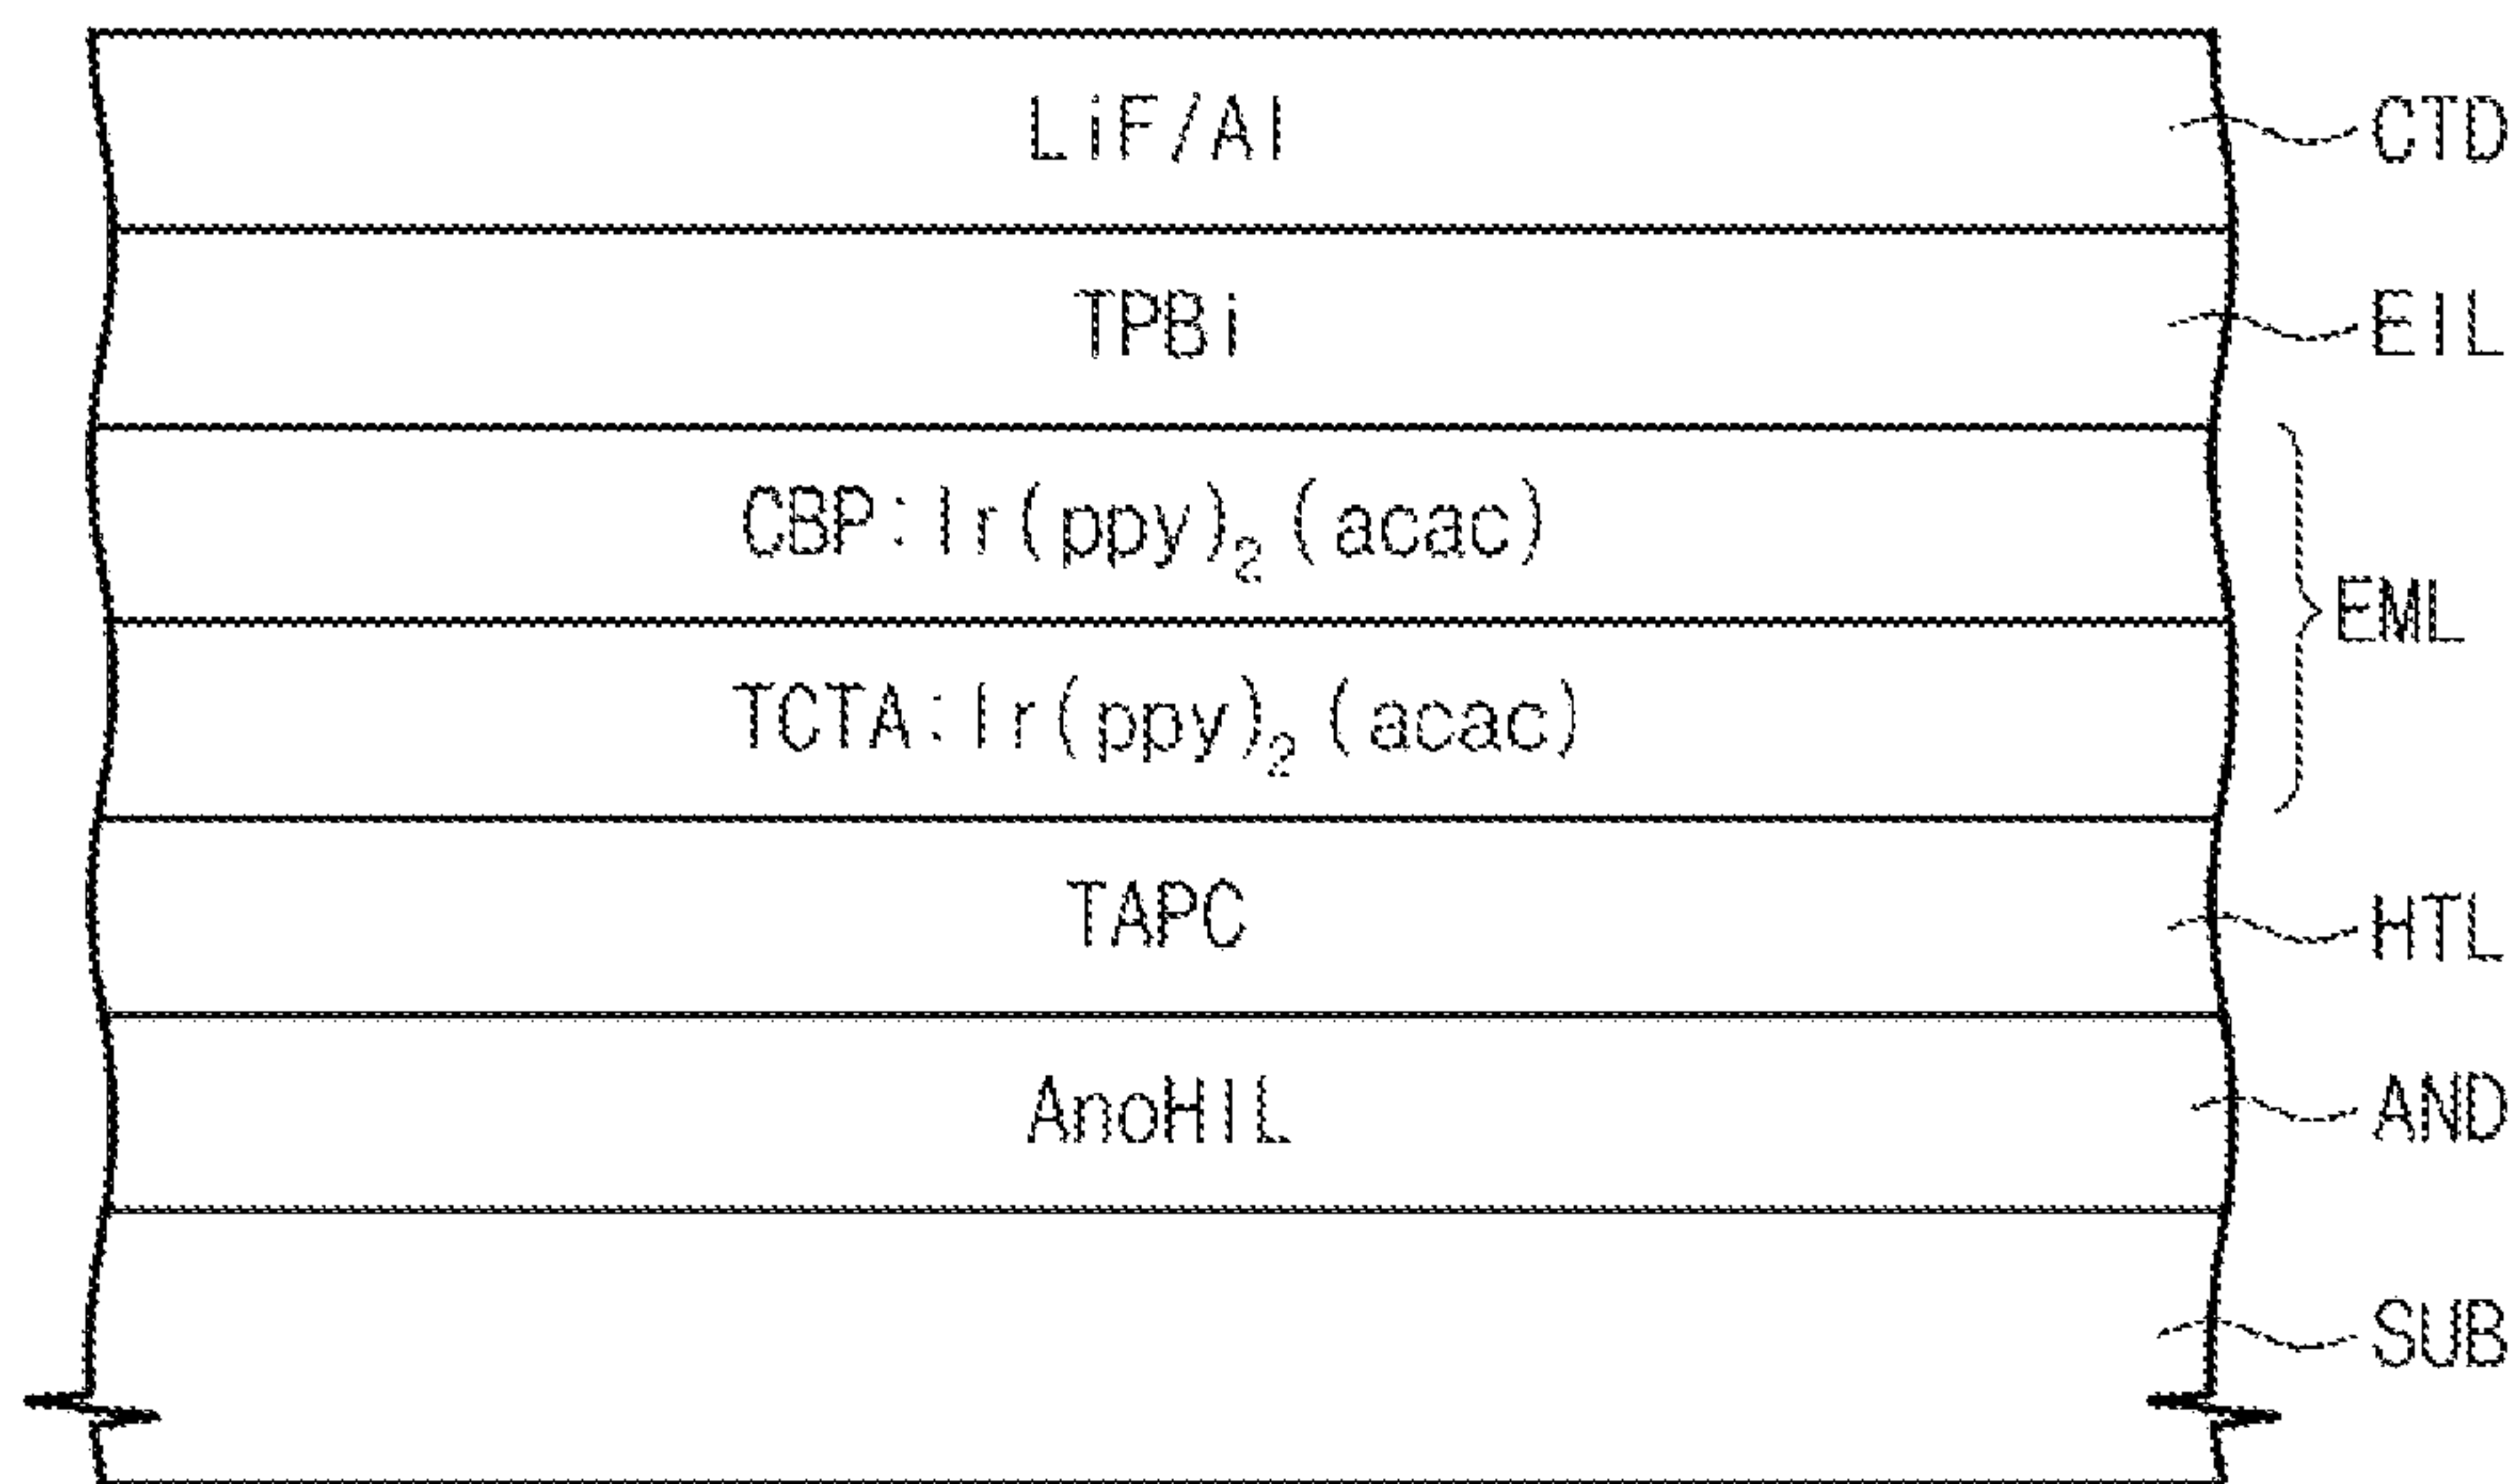 LiF/Al CTD
TPBi EIL
CBP:Ir(ppy)₂(acac)
EML
TCTA:Ir(ppy)₂(acac)
TAPC HTL
AnoHIL AND
SUB